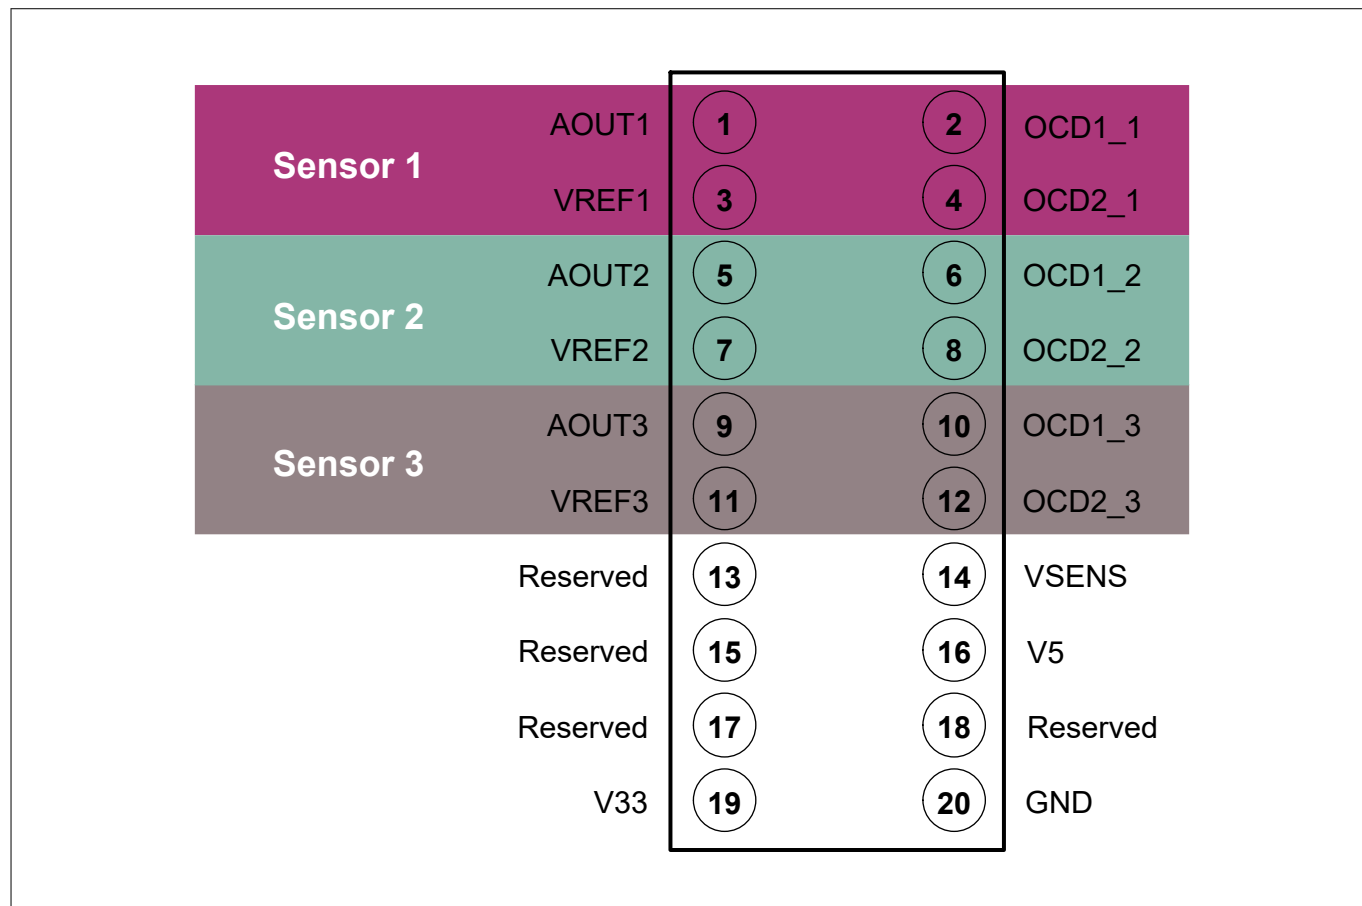 Sensor 1
AOUT1 1 2 OCD1_1
VREF1 3 4 OCD2_1
Sensor 2
AOUT2 5 6 OCD1_2
VREF2 7 8 OCD2_2
Sensor 3
AOUT3 9 10 OCD1_3
VREF3 11 12 OCD2_3
Reserved 13 14 VSENS
Reserved 15 16 V5
Reserved 17 18 Reserved
V33 19 20 GND